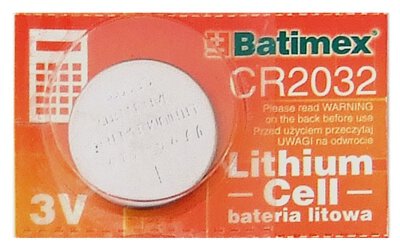 Batimex
CR2032
Please read WARNING
on the back before use
Przed użyciem przeczytaj
UWAGI na odwrocie
Lithium
Cell
bateria litowa
3V